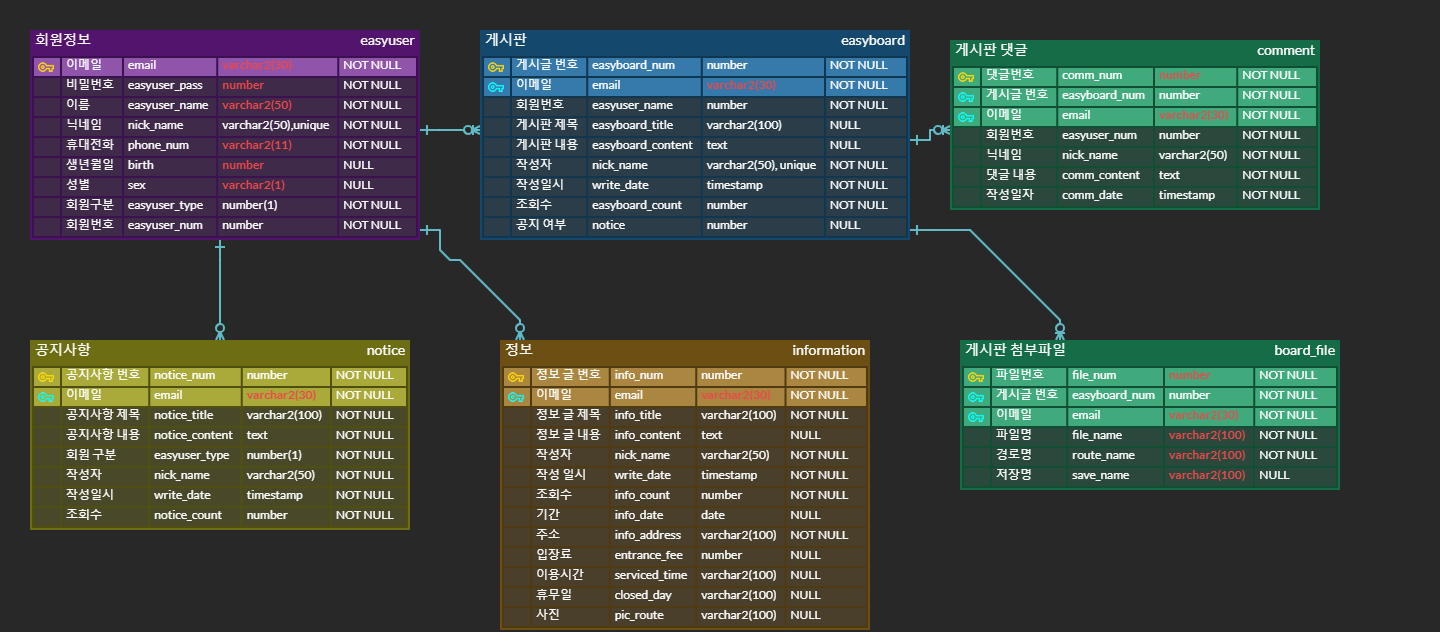 회원정보 easyuser
이메일 email varchar2(30) NOT NULL
비밀번호 easyuser_pass number NOT NULL
이름 easyuser_name varchar2(50) NOT NULL
닉네임 nick_name varchar2(50),unique NOT NULL
휴대전화 phone_num varchar2(11) NOT NULL
생년월일 birth number NULL
성별 sex varchar2(1) NULL
회원구분 easyuser_type number(1) NOT NULL
회원번호 easyuser_num number NOT NULL
게시판 easyboard
게시글 번호 easyboard_num number NOT NULL
이메일 email varchar2(30) NOT NULL
회원번호 easyuser_name number NOT NULL
게시판 제목 easyboard_title varchar2(100) NULL
게시판 내용 easyboard_content text NULL
작성자 nick_name varchar2(50), unique NOT NULL
작성일시 write_date timestamp NOT NULL
조회수 easyboard_count number NOT NULL
공지 여부 notice number NULL
게시판 댓글 comment
댓글번호 comm_num number NOT NULL
게시글 번호 easyboard_num number NOT NULL
이메일 email varchar2(30) NOT NULL
회원번호 easyuser_num number NOT NULL
닉네임 nick_name varchar2(50) NOT NULL
댓글 내용 comm_content text NOT NULL
작성일자 comm_date timestamp NOT NULL
공지사항 notice
공지사항 번호 notice_num number NOT NULL
이메일 email varchar2(30) NOT NULL
공지사항 제목 notice_title varchar2(100) NOT NULL
공지사항 내용 notice_content text NOT NULL
회원 구분 easyuser_type number(1) NOT NULL
작성자 nick_name varchar2(50) NOT NULL
작성일시 write_date timestamp NOT NULL
조회수 notice_count number NOT NULL
정보 information
정보 글 번호 info_num number NOT NULL
이메일 email varchar2(30) NOT NULL
정보 글 제목 info_title varchar2(100) NOT NULL
정보 글 내용 info_content text NULL
작성자 nick_name varchar2(50) NOT NULL
작성 일시 write_date timestamp NOT NULL
조회수 info_count number NOT NULL
기간 info_date date NULL
주소 info_address varchar2(100) NOT NULL
입장료 entrance_fee number NULL
이용시간 serviced_time varchar2(100) NULL
휴무일 closed_day varchar2(100) NULL
사진 pic_route varchar2(100) NULL
게시판 첨부파일 board_file
파일번호 file_num number NOT NULL
게시글 번호 easyboard_num number NOT NULL
이메일 email varchar2(30) NOT NULL
파일명 file_name varchar2(100) NOT NULL
경로명 route_name varchar2(100) NOT NULL
저장명 save_name varchar2(100) NULL